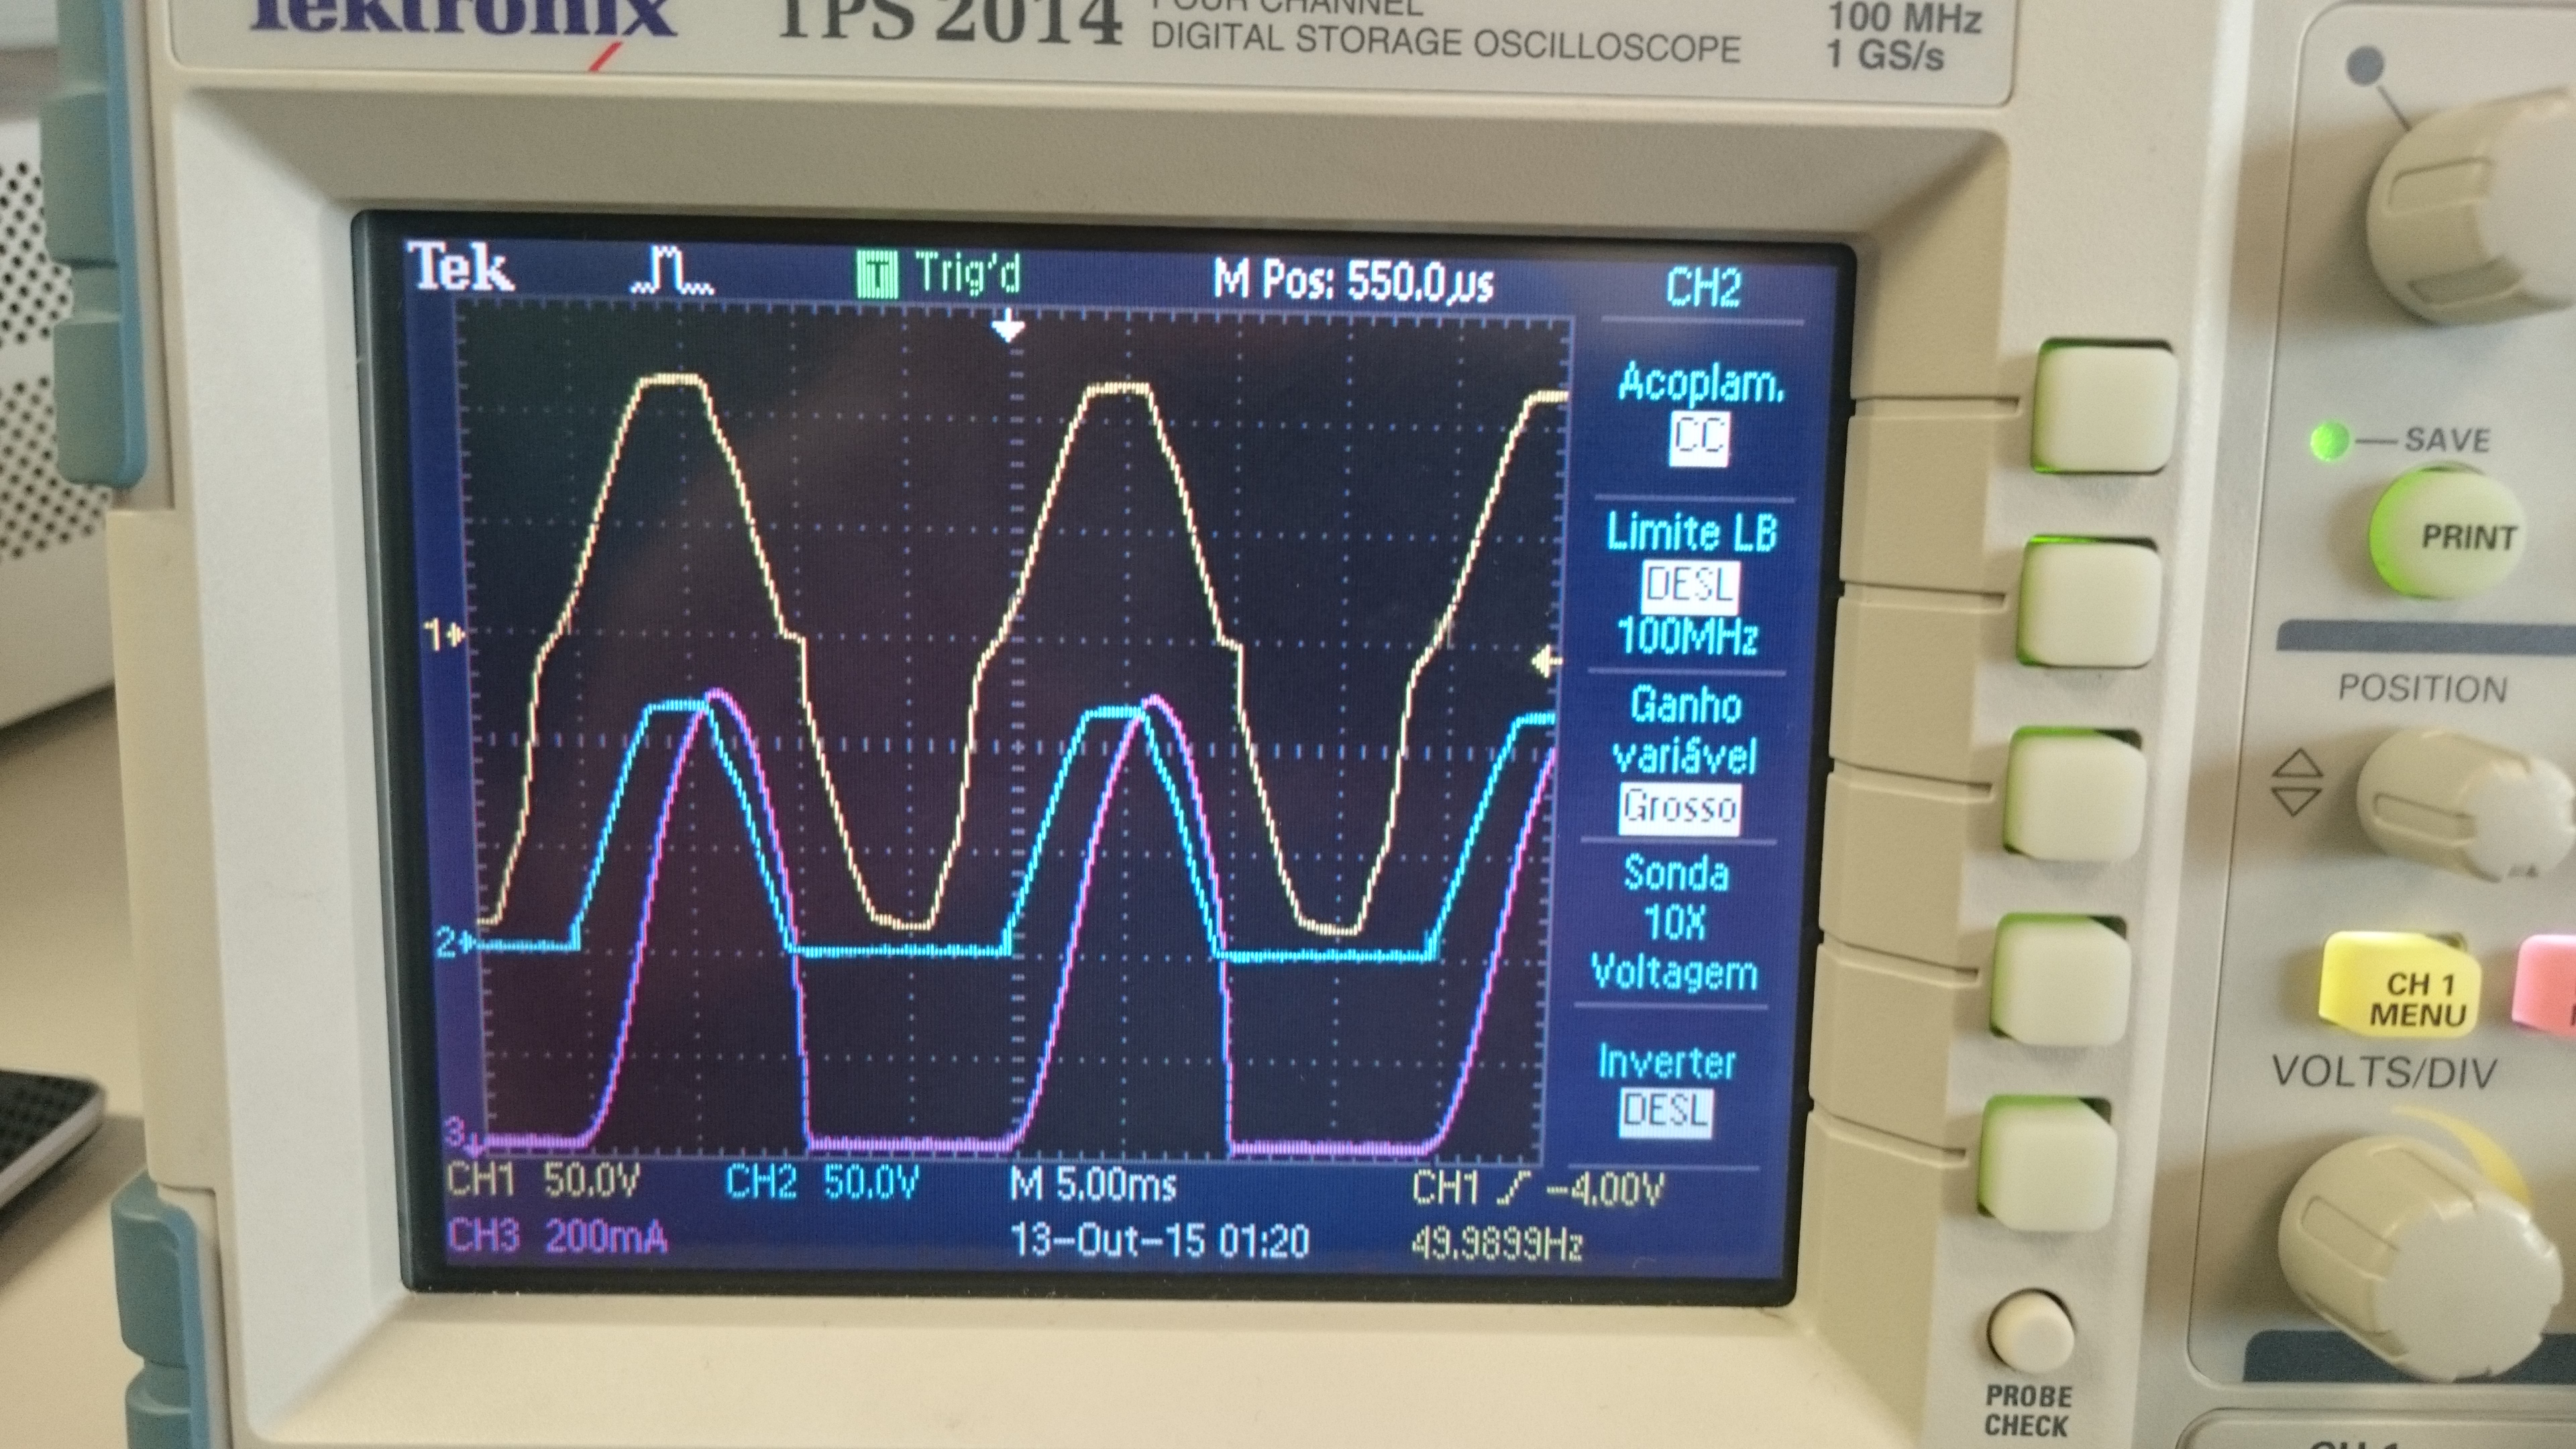 Tektronix TPS 2014 FOUR CHANNEL
DIGITAL STORAGE OSCILLOSCOPE
100 MHz
1 GS/s
Tek
T Trig'd
M Pos: 550.0µs
CH2
Acoplam.
CC
Limite LB
DESL
100MHz
Ganho
variável
Grosso
Sonda
10X
Voltagem
Inverter
DESL
1
2
3
CH1 50.0V
CH2 50.0V
M 5.00ms
CH1 -4.00V
CH3 200mA
13-Out-15 01:20
49.9899Hz
SAVE
PRINT
POSITION
CH 1
MENU
VOLTS/DIV
PROBE
CHECK
CH 1